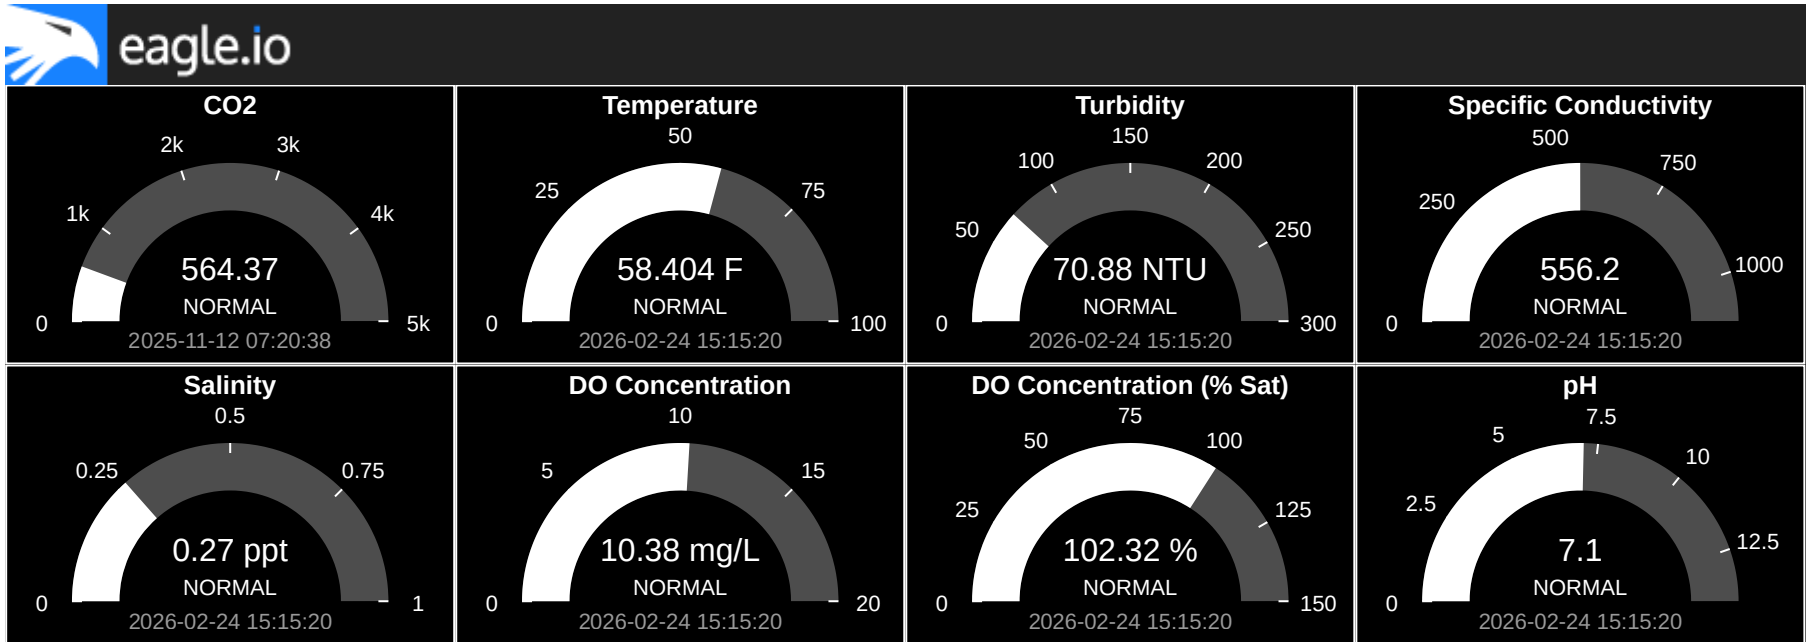 eagle.io
CO2
0
1k
2k
3k
4k
5k
564.37
NORMAL
2025-11-12 07:20:38
Temperature
0
25
50
75
100
58.404 F
NORMAL
2026-02-24 15:15:20
Turbidity
0
50
100
150
200
250
300
70.88 NTU
NORMAL
2026-02-24 15:15:20
Specific Conductivity
0
250
500
750
1000
556.2
NORMAL
2026-02-24 15:15:20
Salinity
0
0.25
0.5
0.75
1
0.27 ppt
NORMAL
2026-02-24 15:15:20
DO Concentration
0
5
10
15
20
10.38 mg/L
NORMAL
2026-02-24 15:15:20
DO Concentration (% Sat)
0
25
50
75
100
125
150
102.32 %
NORMAL
2026-02-24 15:15:20
pH
0
2.5
5
7.5
10
12.5
7.1
NORMAL
2026-02-24 15:15:20